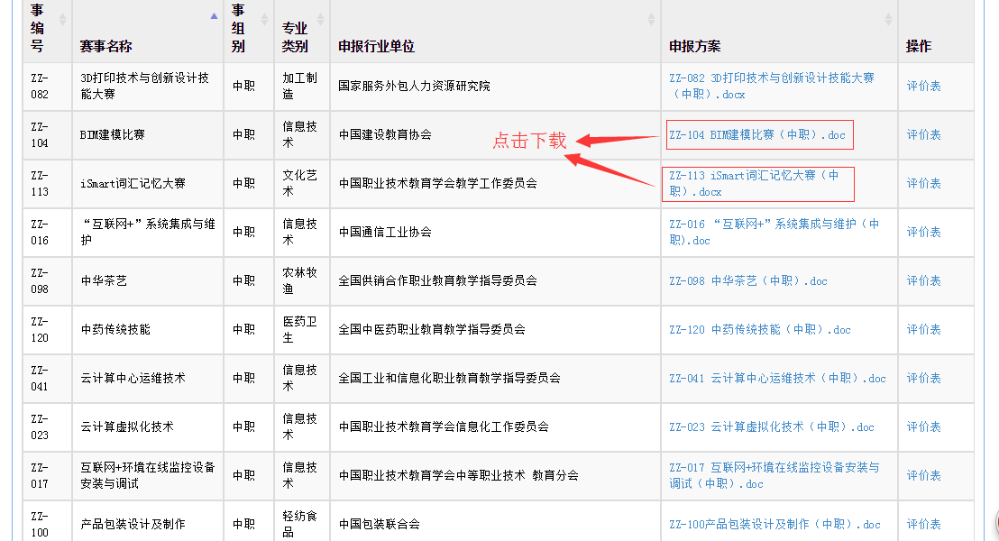 事
编
号
赛事名称
事
组
别
专业
类别
申报行业单位
申报方案
操作
ZZ-
082
3D打印技术与创新设计技
能大赛
中职
加工制
造
国家服务外包人力资源研究院
ZZ-082 3D打印技术与创新设计技能大赛
（中职）.docx
评价表
ZZ-
104
BIM建模比赛
中职
信息技
术
中国建设教育协会
点击下载
ZZ-104 BIM建模比赛（中职）.doc
评价表
ZZ-
113
iSmart词汇记忆大赛
中职
文化艺
术
中国职业技术教育学会教学工作委员会
ZZ-113 iSmart词汇记忆大赛（中
职）.docx
评价表
ZZ-
016
“互联网+”系统集成与维
护
中职
信息技
术
中国通信工业协会
ZZ-016 “互联网+”系统集成与维护（中
职).doc
评价表
ZZ-
098
中华茶艺
中职
农林牧
渔
全国供销合作职业教育教学指导委员会
ZZ-098 中华茶艺（中职）.doc
评价表
ZZ-
120
中药传统技能
中职
医药卫
生
全国中医药职业教育教学指导委员会
ZZ-120 中药传统技能（中职）.doc
评价表
ZZ-
041
云计算中心运维技术
中职
信息技
术
全国工业和信息化职业教育教学指导委员会
ZZ-041 云计算中心运维技术（中职）.doc
评价表
ZZ-
023
云计算虚拟化技术
中职
信息技
术
中国职业技术教育学会信息化工作委员会
ZZ-023 云计算虚拟化技术（中职）.doc
评价表
ZZ-
017
互联网+环境在线监控设备
安装与调试
中职
信息技
术
中国职业技术教育学会中等职业技术 教育分会
ZZ-017 互联网+环境在线监控设备安装与
调试（中职）.doc
评价表
ZZ-
100
产品包装设计及制作
中职
轻纺食
品
中国包装联合会
ZZ-100产品包装设计及制作（中职）.doc
评价表